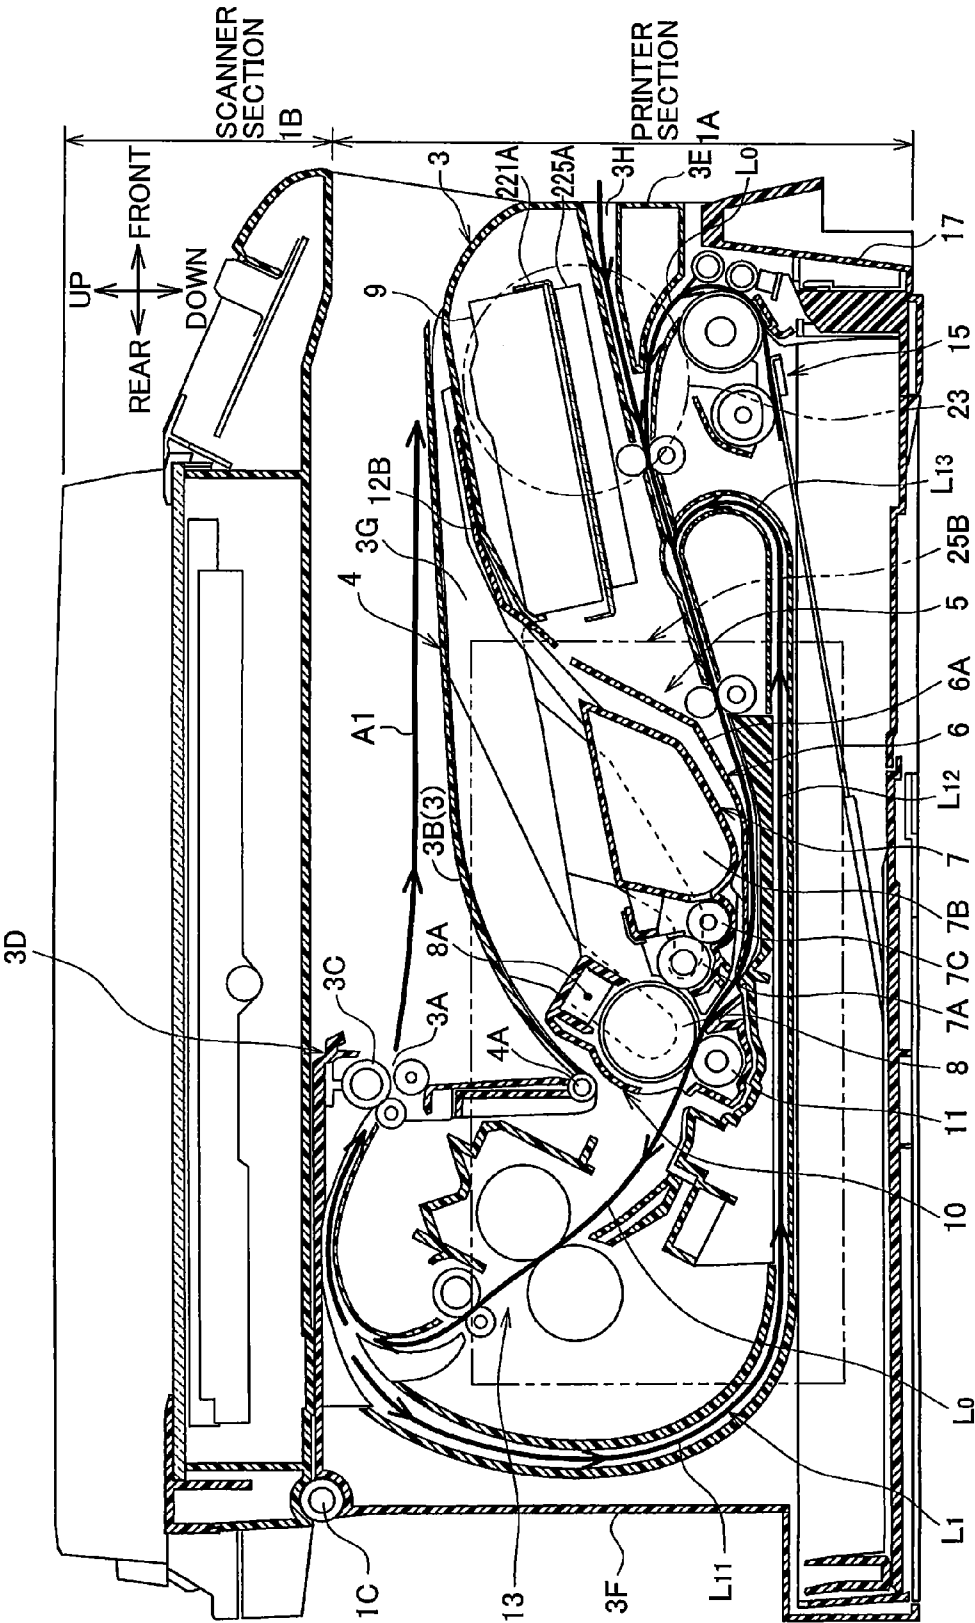 SCANNER
SECTION
1B
PRINTER
SECTION
1A
UP
FRONT
REAR
DOWN
3
221A
225A
3H
3E
L0
9
17
15
23
L13
25B
5
6A
6
L12
7
7B
7C
7A
8
11
10
L0
L1
12B
3G
4
A1
3B(3)
8A
3D
3C
3A
4A
1C
13
3F
L11